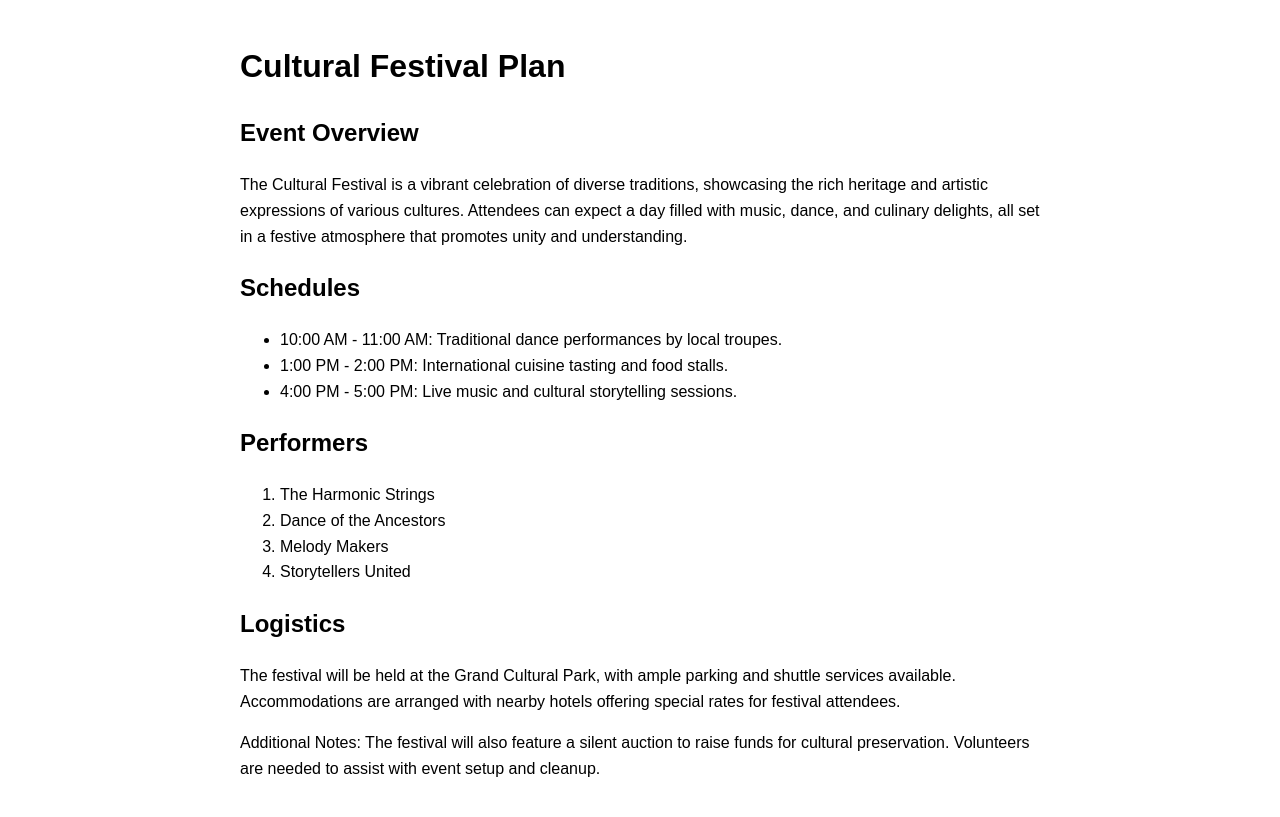 Cultural Festival Plan
Event Overview
The Cultural Festival is a vibrant celebration of diverse traditions, showcasing the rich heritage and artistic
expressions of various cultures. Attendees can expect a day filled with music, dance, and culinary delights, all set
in a festive atmosphere that promotes unity and understanding.
Schedules
• 10:00 AM - 11:00 AM: Traditional dance performances by local troupes.
• 1:00 PM - 2:00 PM: International cuisine tasting and food stalls.
• 4:00 PM - 5:00 PM: Live music and cultural storytelling sessions.
Performers
1. The Harmonic Strings
2. Dance of the Ancestors
3. Melody Makers
4. Storytellers United
Logistics
The festival will be held at the Grand Cultural Park, with ample parking and shuttle services available.
Accommodations are arranged with nearby hotels offering special rates for festival attendees.
Additional Notes: The festival will also feature a silent auction to raise funds for cultural preservation. Volunteers
are needed to assist with event setup and cleanup.